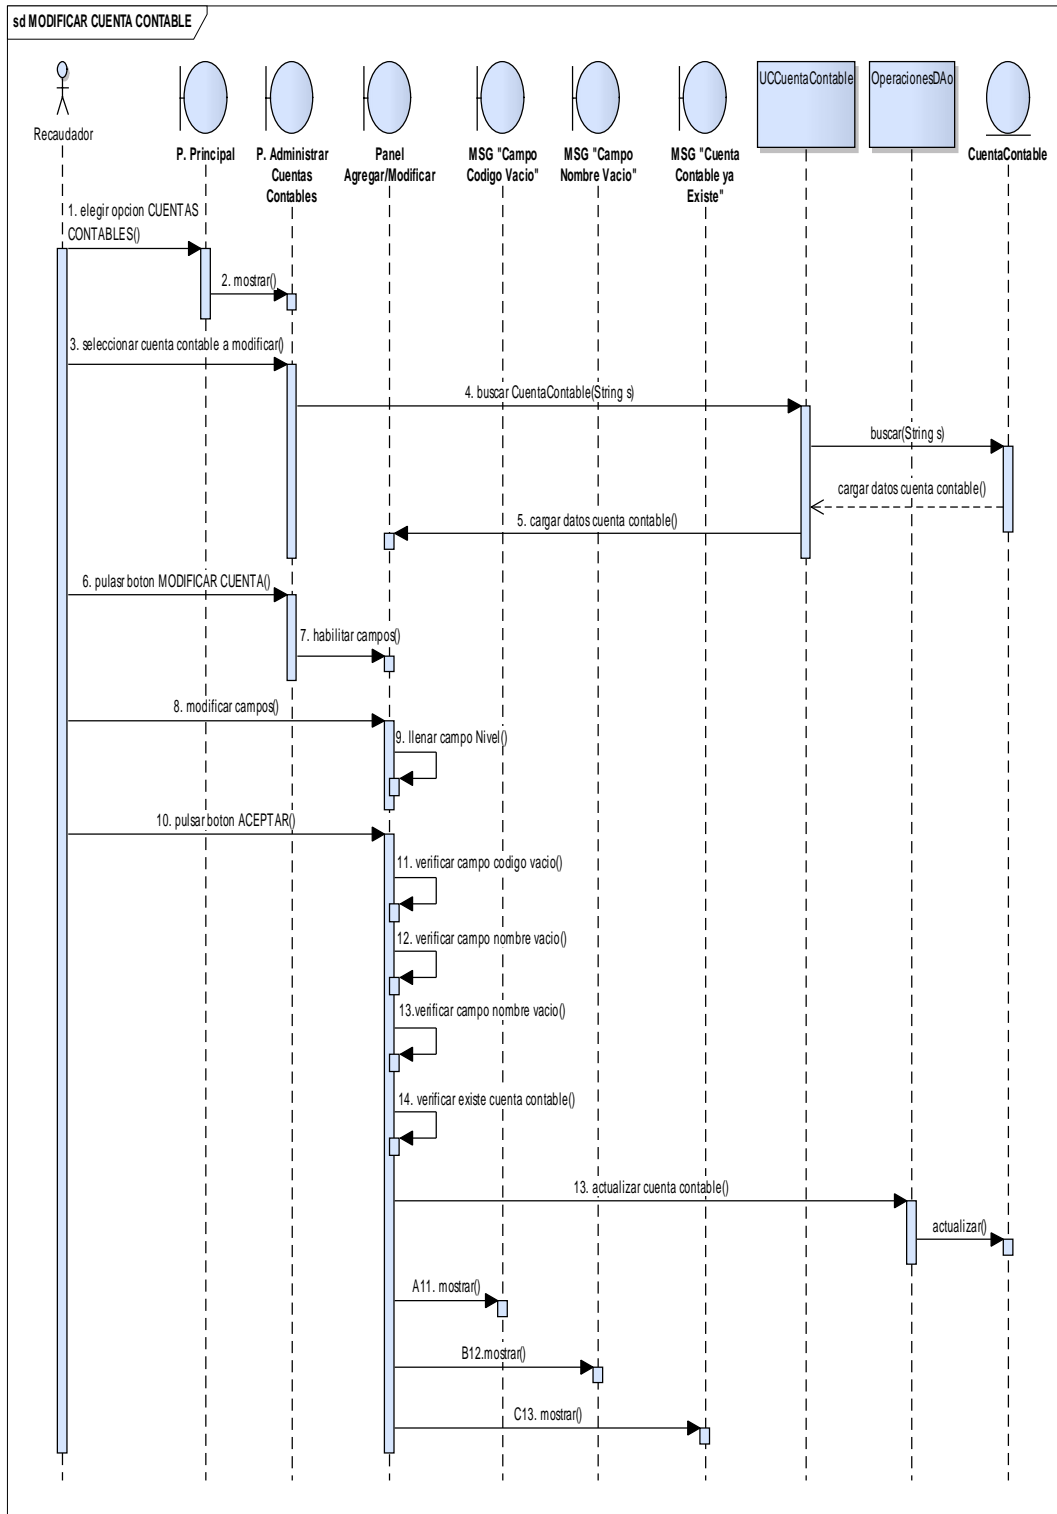 sd MODIFICAR CUENTA CONTABLE
Recaudador
P. Principal
P. Administrar
Cuentas
Contables
Panel
Agregar/Modificar
MSG "Campo
Codigo Vacio"
MSG "Campo
Nombre Vacio"
MSG "Cuenta
Contable ya
Existe"
UCCuentaContable
OperacionesDAo
CuentaContable
1. elegir opcion CUENTAS
CONTABLES()
2. mostrar()
3. seleccionar cuenta contable a modificar()
4. buscar CuentaContable(String s)
buscar(String s)
cargar datos cuenta contable()
5. cargar datos cuenta contable()
6. pulasr boton MODIFICAR CUENTA()
7. habilitar campos()
8. modificar campos()
9. llenar campo Nivel()
10. pulsar boton ACEPTAR()
11. verificar campo codigo vacio()
12. verificar campo nombre vacio()
13.verificar campo nombre vacio()
14. verificar existe cuenta contable()
13. actualizar cuenta contable()
actualizar()
A11. mostrar()
B12.mostrar()
C13. mostrar()